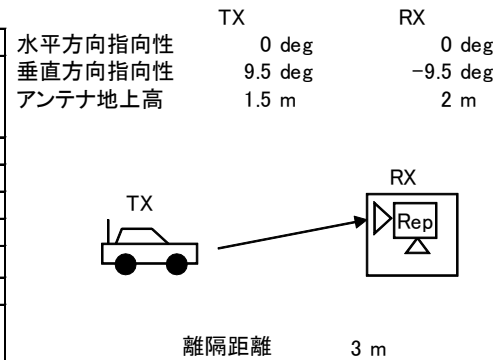 TX RX
水平方向指向性 0 deg 0 deg
垂直方向指向性 9.5 deg -9.5 deg
アンテナ地上高 1.5 m 2 m
RX
TX
Rep
離隔距離 3 m